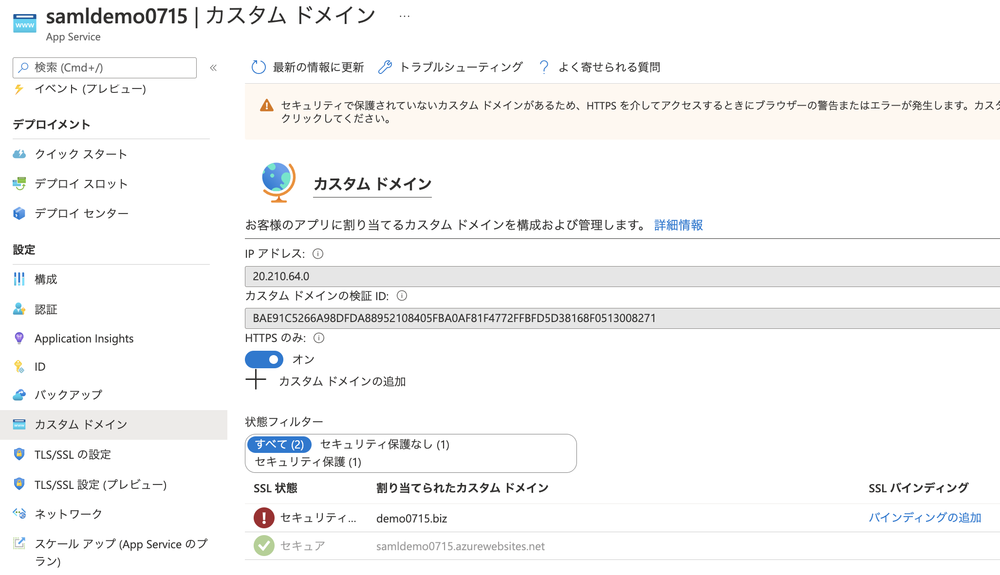 samldemo0715 | カスタム ドメイン ...
App Service
検索 (Cmd+/)
«
イベント (プレビュー)
デプロイメント
クイック スタート
デプロイ スロット
デプロイ センター
設定
構成
認証
Application Insights
ID
バックアップ
カスタム ドメイン
TLS/SSL の設定
TLS/SSL 設定 (プレビュー)
ネットワーク
スケール アップ (App Service のプ
ラン)
最新の情報に更新 トラブルシューティング ? よく寄せられる質問
セキュリティで保護されていないカスタム ドメインがあるため、HTTPS を介してアクセスするときにブラウザーの警告またはエラーが発生します。カスタ
クリックしてください。
カスタム ドメイン
お客様のアプリに割り当てるカスタム ドメインを構成および管理します。 詳細情報
IP アドレス:
20.210.64.0
カスタム ドメインの検証 ID:
BAE91C5266A98DFDA88952108405FBA0AF81F4772FFBFD5D38168F0513008271
HTTPS のみ:
オン
カスタム ドメインの追加
状態フィルター
すべて (2) セキュリティ保護なし (1)
セキュリティ保護 (1)
SSL 状態 割り当てられたカスタム ドメイン SSL バインディング
セキュリティ... demo0715.biz バインディングの追加
セキュア samldemo0715.azurewebsites.net